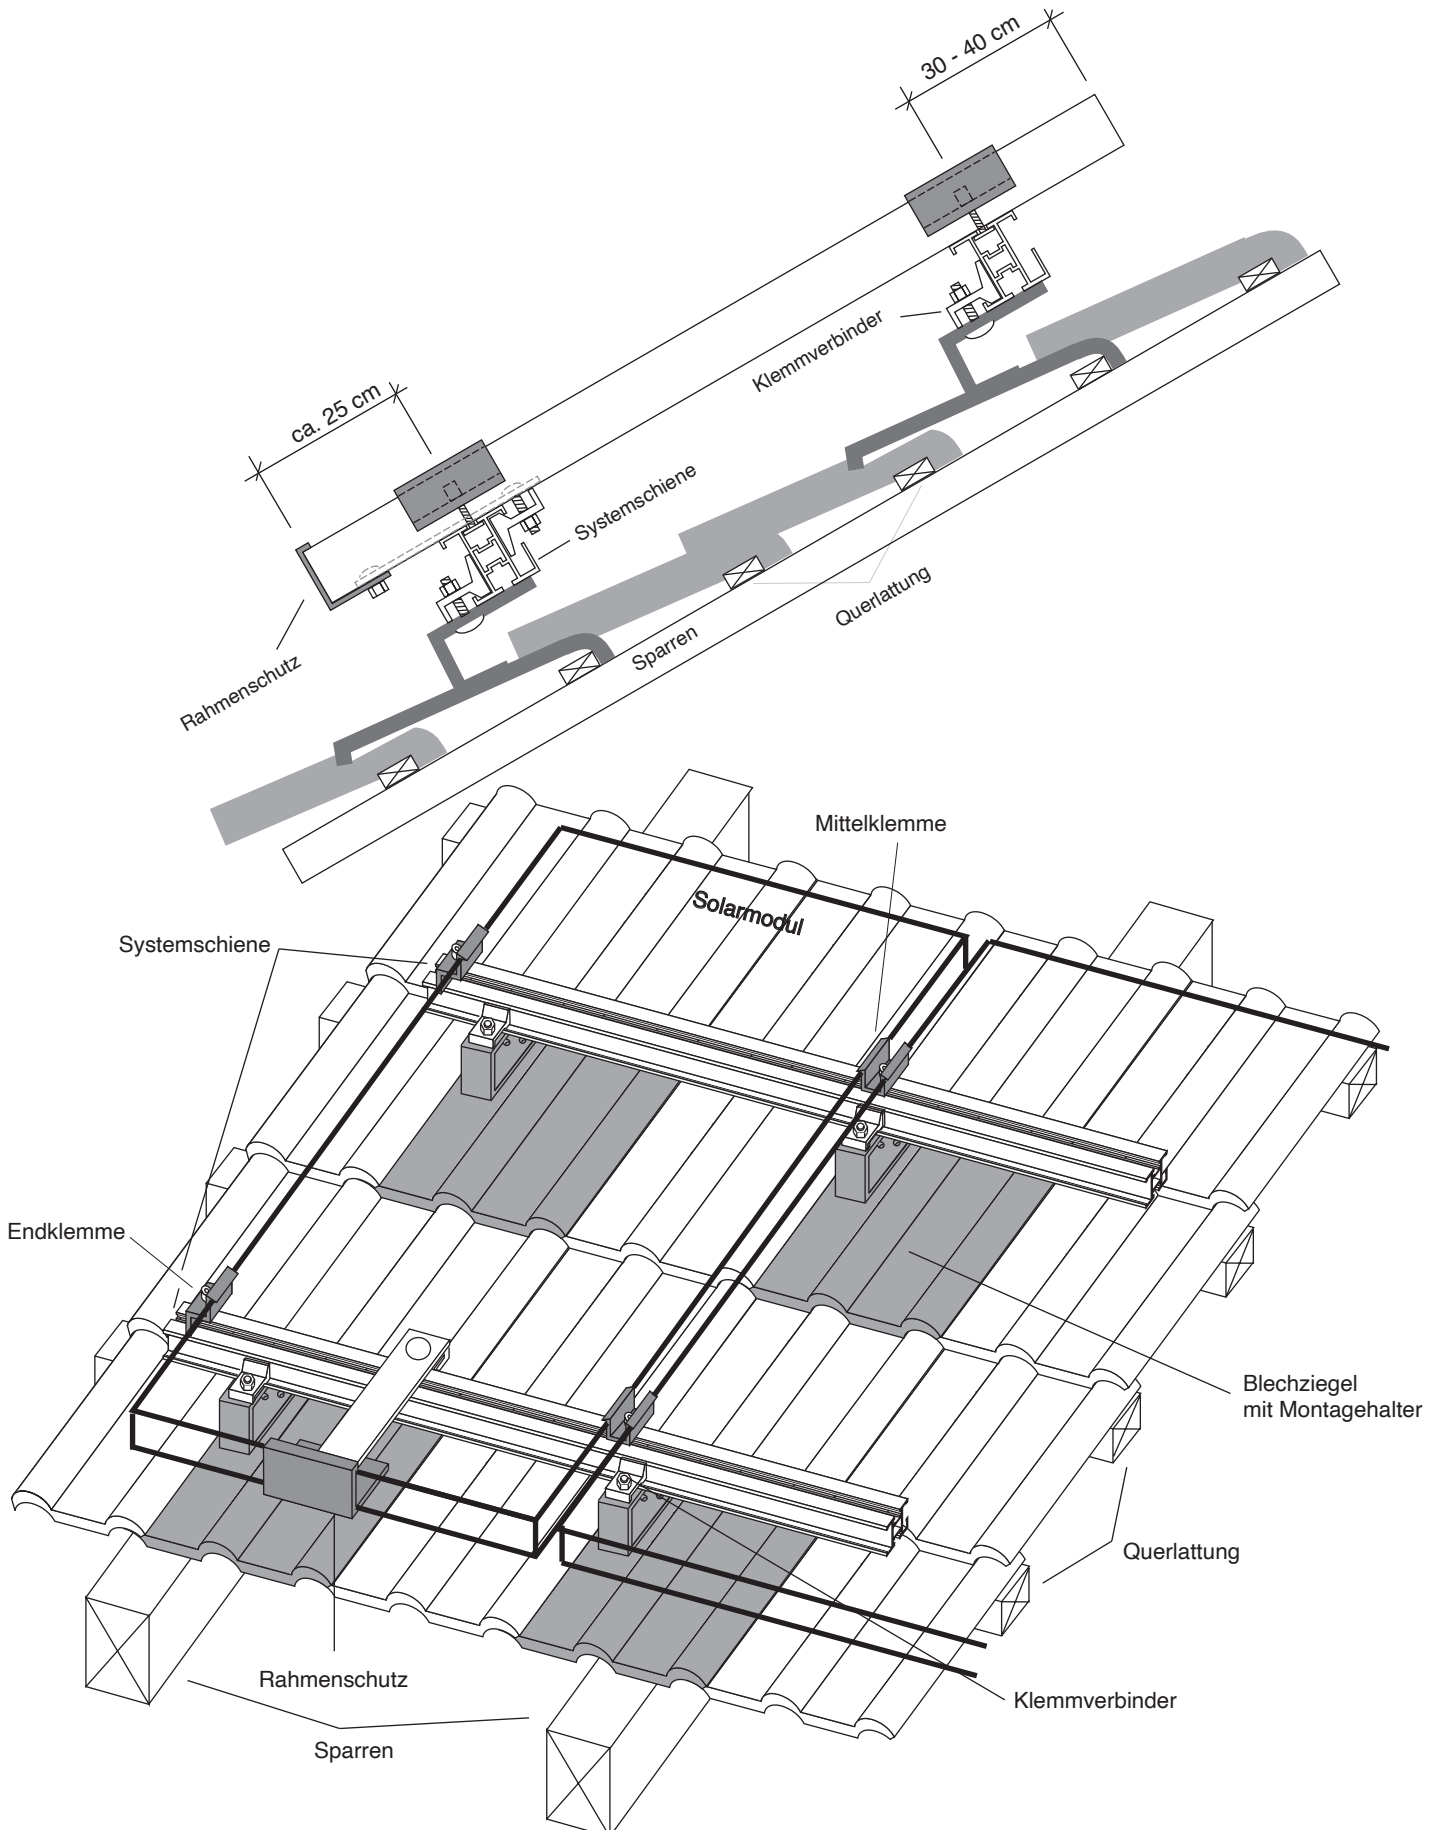 30 - 40 cm
Klemmverbinder
ca. 25 cm
Systemschiene
Querlattung
Sparren
Rahmenschutz
Mittelklemme
Solarmodul
Systemschiene
Endklemme
Blechziegel
mit Montagehalter
Querlattung
Rahmenschutz
Klemmverbinder
Sparren